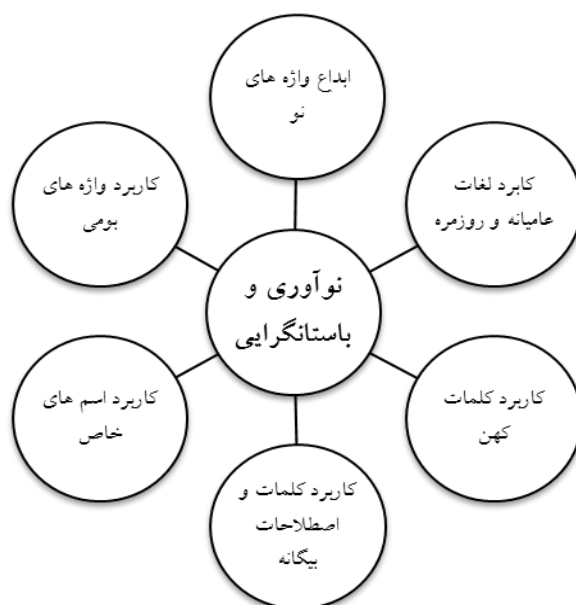 ابداع واژه های
نو
کابرد لغات
عامیانه و روزمره
کاربرد کلمات
کهن
کاربرد کلمات و
اصطلاحات
بیگانه
کاربرد اسم های
خاص
کاربرد واژه های
بومی
نوآوری و
باستانگرایی